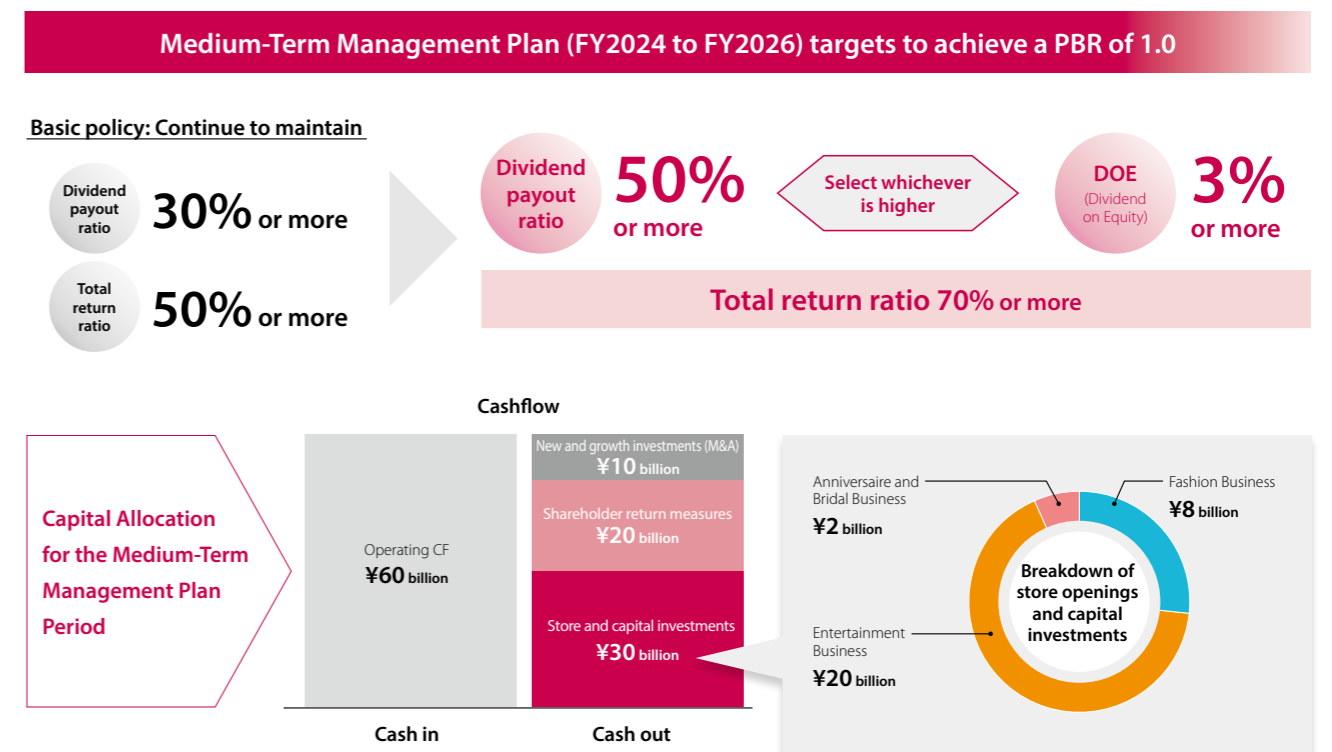 Medium-Term Management Plan (FY2024 to FY2026) targets to achieve a PBR of 1.0
Basic policy: Continue to maintain
Dividend
payout
ratio
30% or more
Total
return
ratio
50% or more
Dividend
payout
ratio
50%
or more
Select whichever
is higher
DOE
(Dividend
on Equity)
3%
or more
Total return ratio 70% or more
Cashflow
Capital Allocation
for the Medium-Term
Management Plan
Period
Operating CF
¥60 billion
Cash in
New and growth investments (M&A)
¥10 billion
Shareholder return measures
¥20 billion
Store and capital investments
¥30 billion
Cash out
Anniversaire and
Bridal Business
¥2 billion
Fashion Business
¥8 billion
Breakdown of
store openings
and capital
investments
Entertainment
Business
¥20 billion